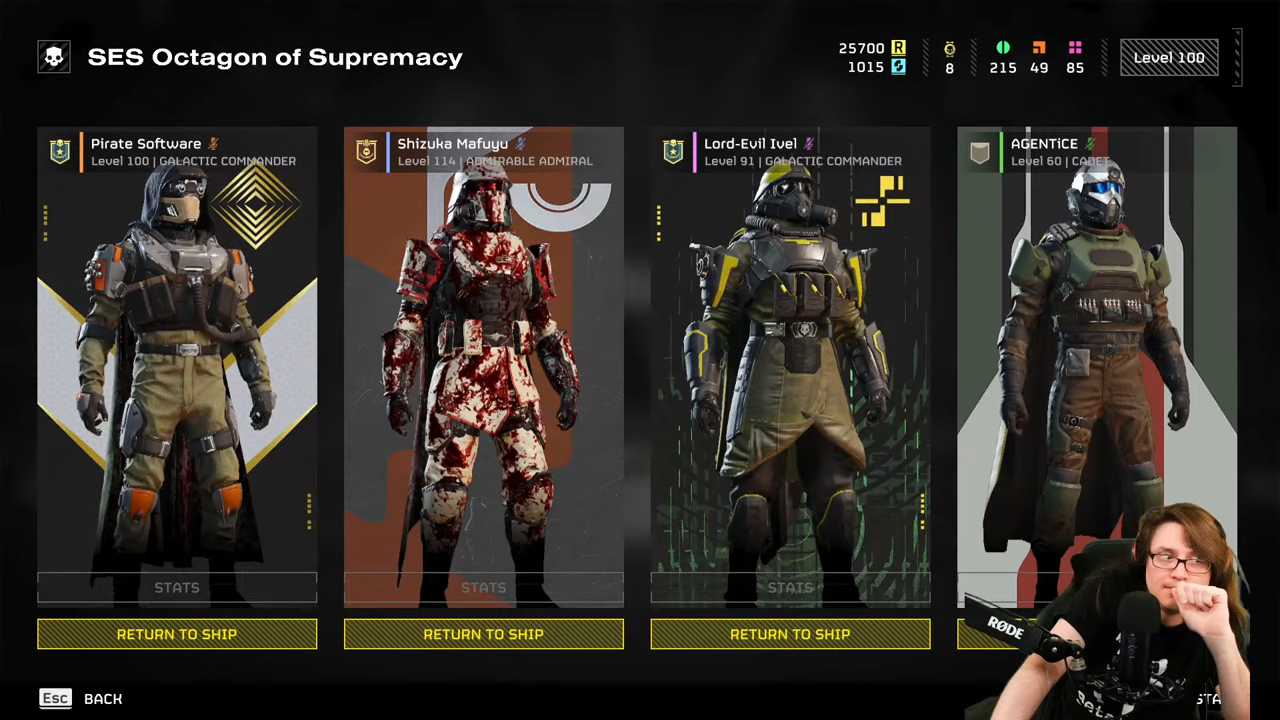 SES Octagon of Supremacy
25700 R
1015 S
8 215 49 85
Level 100
Pirate Software
Level 100 | GALACTIC COMMANDER
Shizuka Mafuyu
Level 114 | ADMIRABLE ADMIRAL
Lord-Evil Ivel
Level 91 | GALACTIC COMMANDER
AGENTiCE
Level 60 | CADET
STATS
STATS
STATS
RETURN TO SHIP
RETURN TO SHIP
RETURN TO SHIP
RØDE
Esc BACK